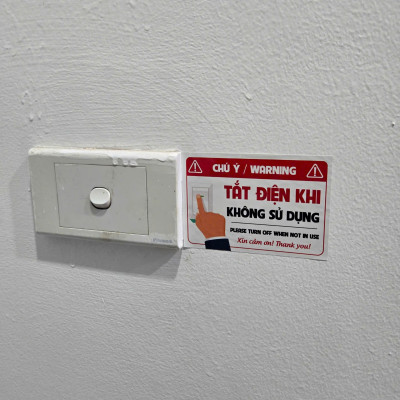 CHÚ Ý / WARNING
TẮT ĐIỆN KHI
KHÔNG SỬ DỤNG
PLEASE TURN OFF WHEN NOT IN USE
Xin cảm ơn! Thank you!